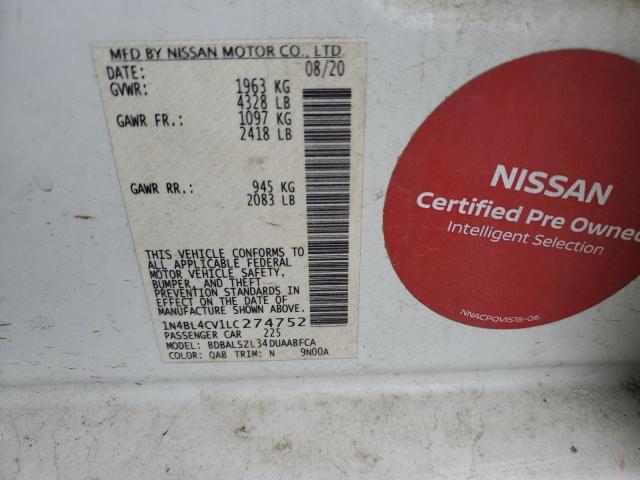 MFD BY NISSAN MOTOR CO., LTD.
DATE: 08/20
GVWR: 1963 KG
4328 LB
GAWR FR.: 1097 KG
2418 LB
GAWR RR.: 945 KG
2083 LB
THIS VEHICLE CONFORMS TO
ALL APPLICABLE FEDERAL
MOTOR VEHICLE SAFETY,
BUMPER, AND THEFT
PREVENTION STANDARDS IN
EFFECT ON THE DATE OF
MANUFACTURE SHOWN ABOVE.
1N4BL4CV1LC274752
PASSENGER CAR 225
MODEL: BDBALSZL34DUAABFCA
COLOR: QAB TRIM: N 9N00A
NISSAN
Certified Pre Owned
Intelligent Selection
NNACPOVIS18-06